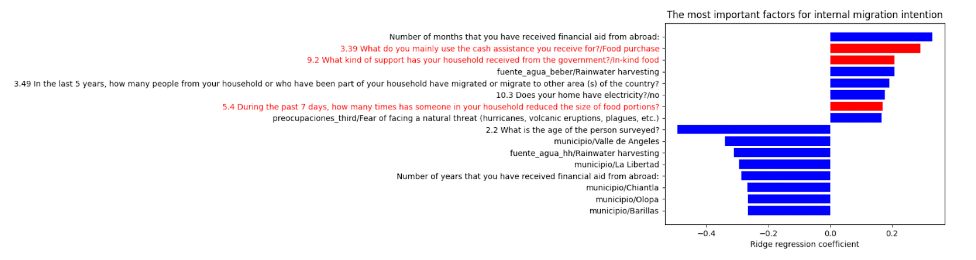 The most important factors for internal migration intention
Number of months that you have received financial aid from abroad:
3.39 What do you mainly use the cash assistance you receive for?/Food purchase
9.2 What kind of support has your household received from the government?/In-kind food
fuente_agua_beber/Rainwater harvesting
3.49 In the last 5 years, how many people from your household or who have been part of your household have migrated or migrate to other area (s) of the country?
10.3 Does your home have electricity?/no
5.4 During the past 7 days, how many times has someone in your household reduced the size of food portions?
preocupaciones_third/Fear of facing a natural threat (hurricanes, volcanic eruptions, plagues, etc.)
2.2 What is the age of the person surveyed?
municipio/Valle de Angeles
fuente_agua_hh/Rainwater harvesting
municipio/La Libertad
Number of years that you have received financial aid from abroad:
municipio/Chiantla
municipio/Olopa
municipio/Barillas
−0.4 −0.2 0.0 0.2
Ridge regression coefficient